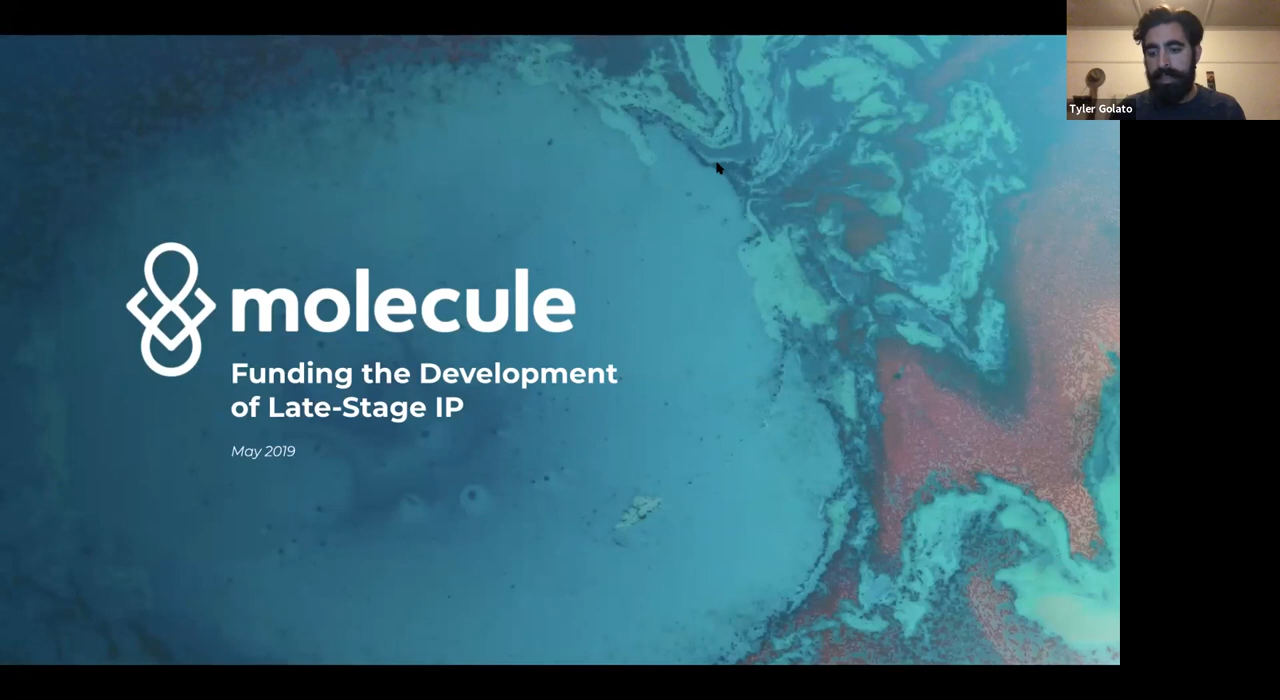 Tyler Golato
molecule
Funding the Development
of Late-Stage IP
May 2019